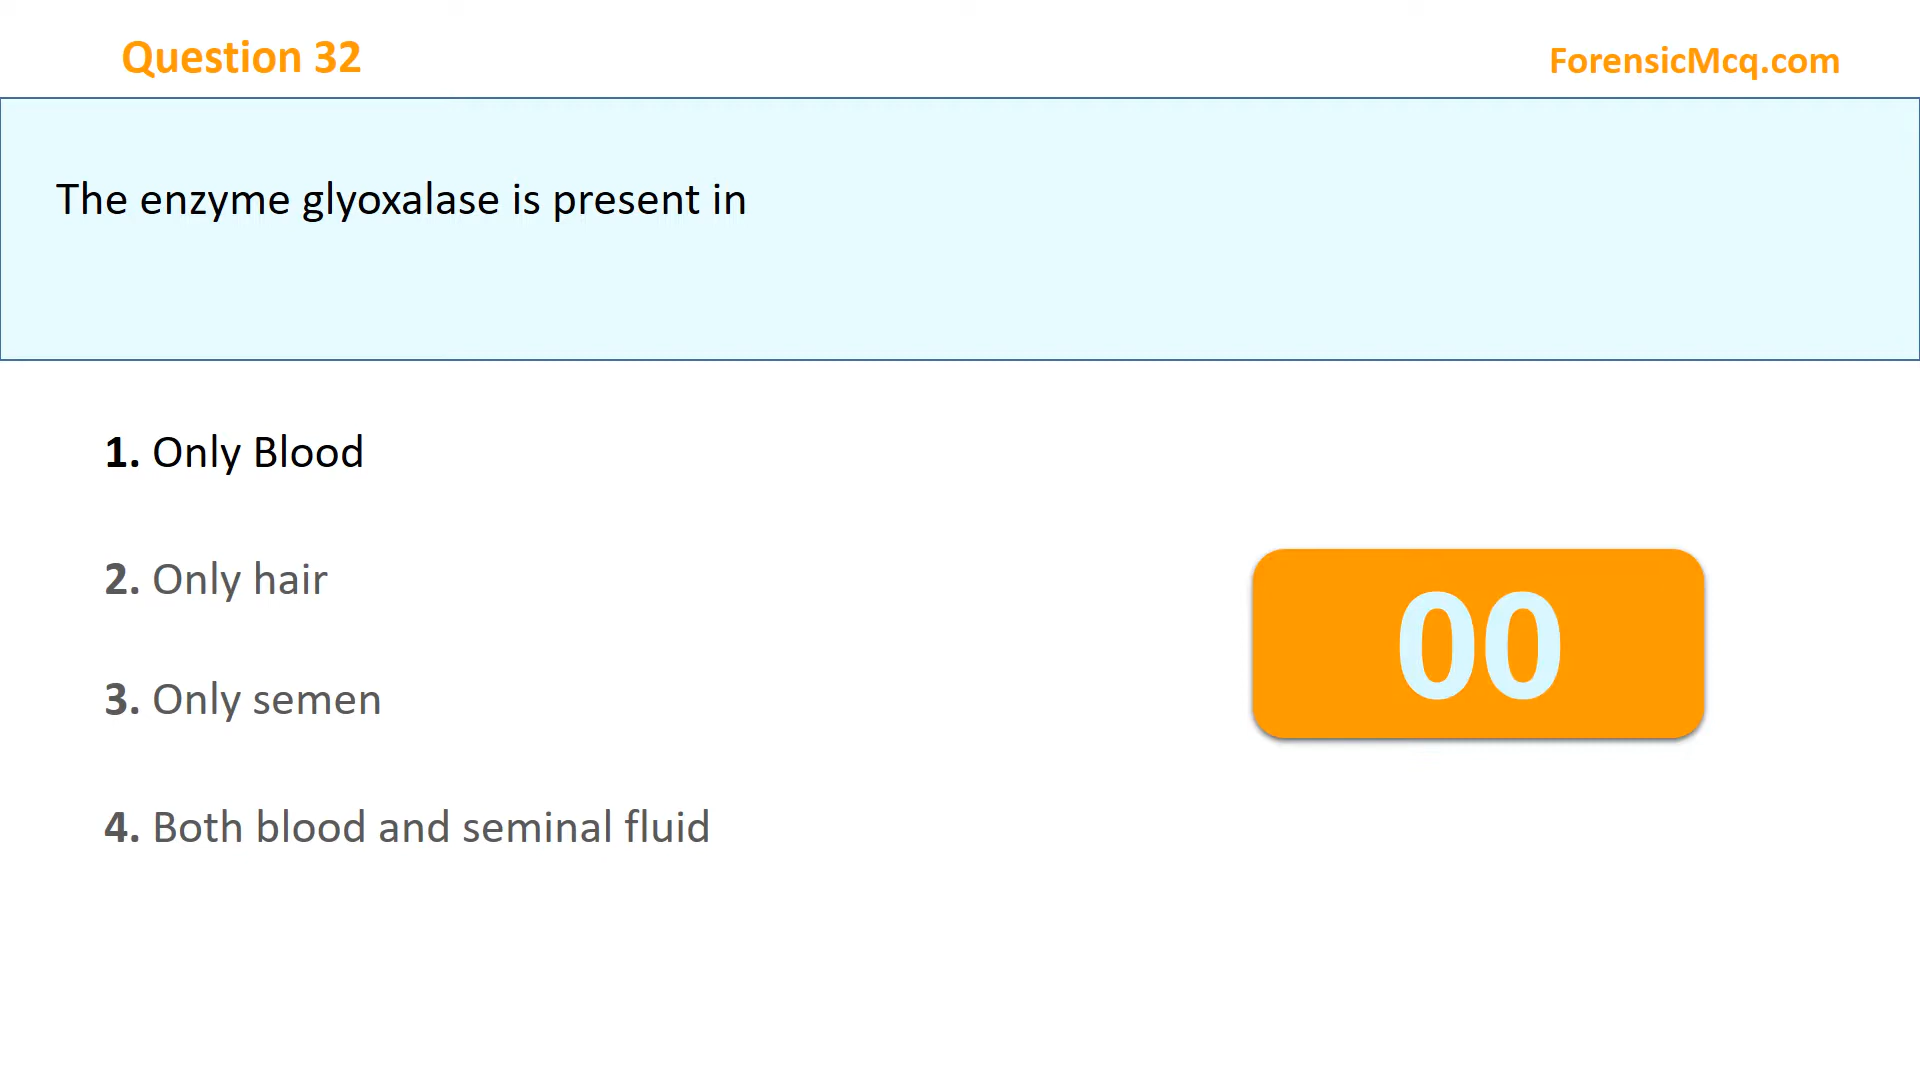 Question 32
ForensicMcq.com
The enzyme glyoxalase is present in
1. Only Blood
2. Only hair
3. Only semen
4. Both blood and seminal fluid
00